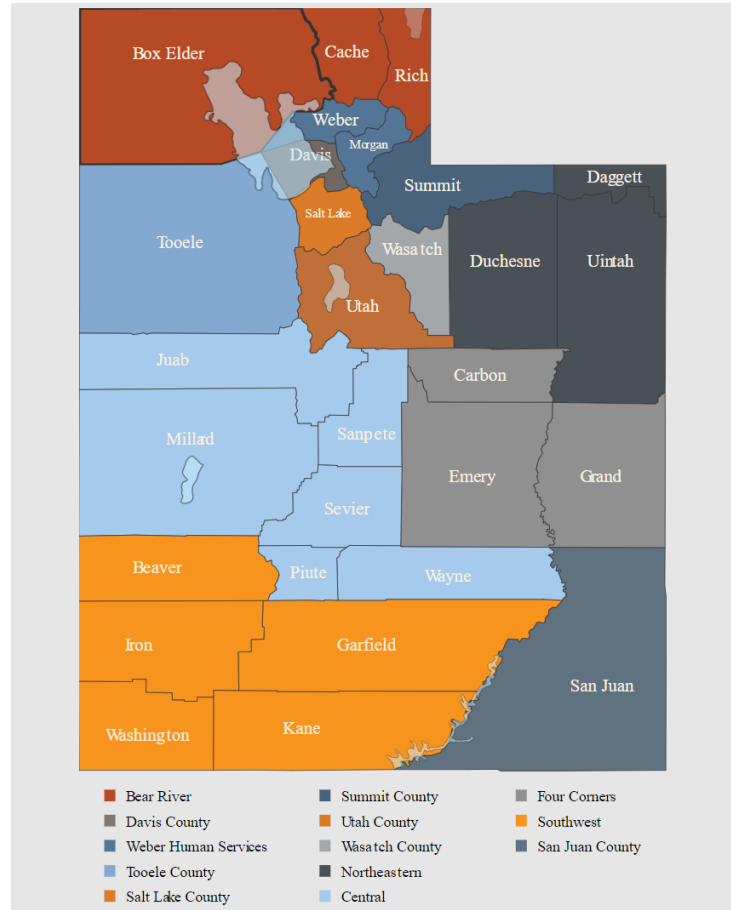 Box Elder
Cache
Rich
Weber
Morgan
Davis
Summit
Daggett
Salt Lake
Tooele
Wasatch
Duchesne
Uintah
Utah
Juab
Carbon
Millard
Sanpete
Emery
Grand
Sevier
Beaver
Piute
Wayne
Iron
Garfield
San Juan
Washington
Kane
Bear River
Davis County
Weber Human Services
Tooele County
Salt Lake County
Summit County
Utah County
Wasatch County
Northeastern
Central
Four Corners
Southwest
San Juan County